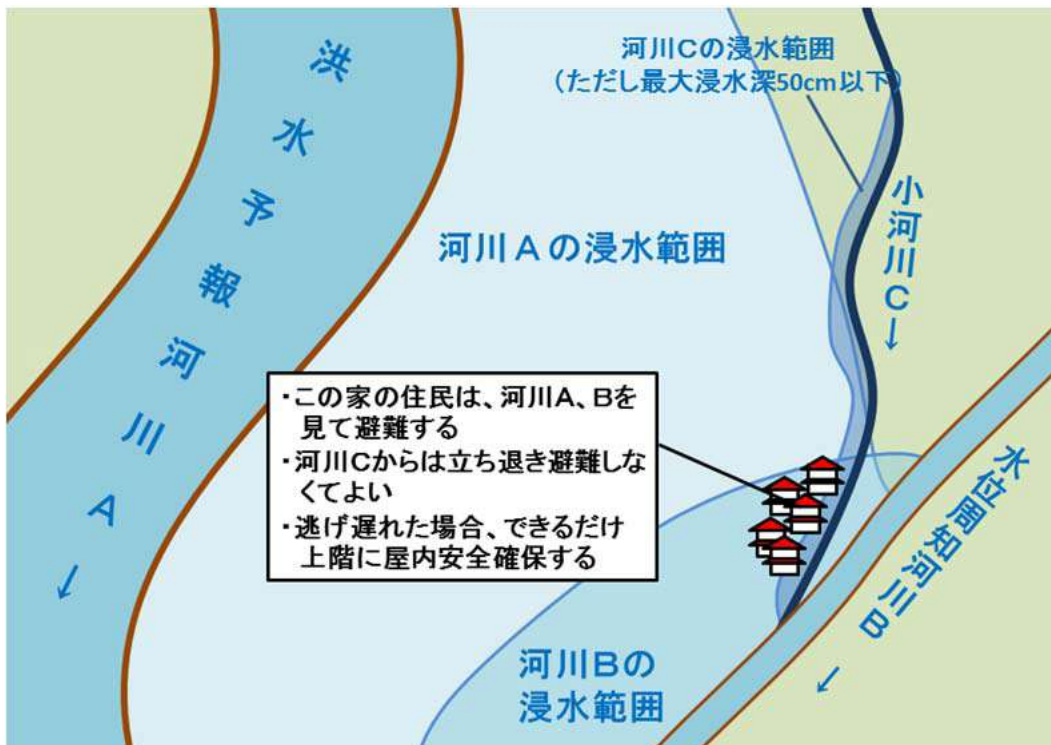 洪水予報河川A
↓
河川Cの浸水範囲
（ただし最大浸水深50cm以下）
小河川C↓
河川Aの浸水範囲
・この家の住民は、河川A、Bを
見て避難する
・河川Cからは立ち退き避難しな
くてよい
・逃げ遅れた場合、できるだけ
上階に屋内安全確保する
水位周知河川B
↓
河川Bの
浸水範囲